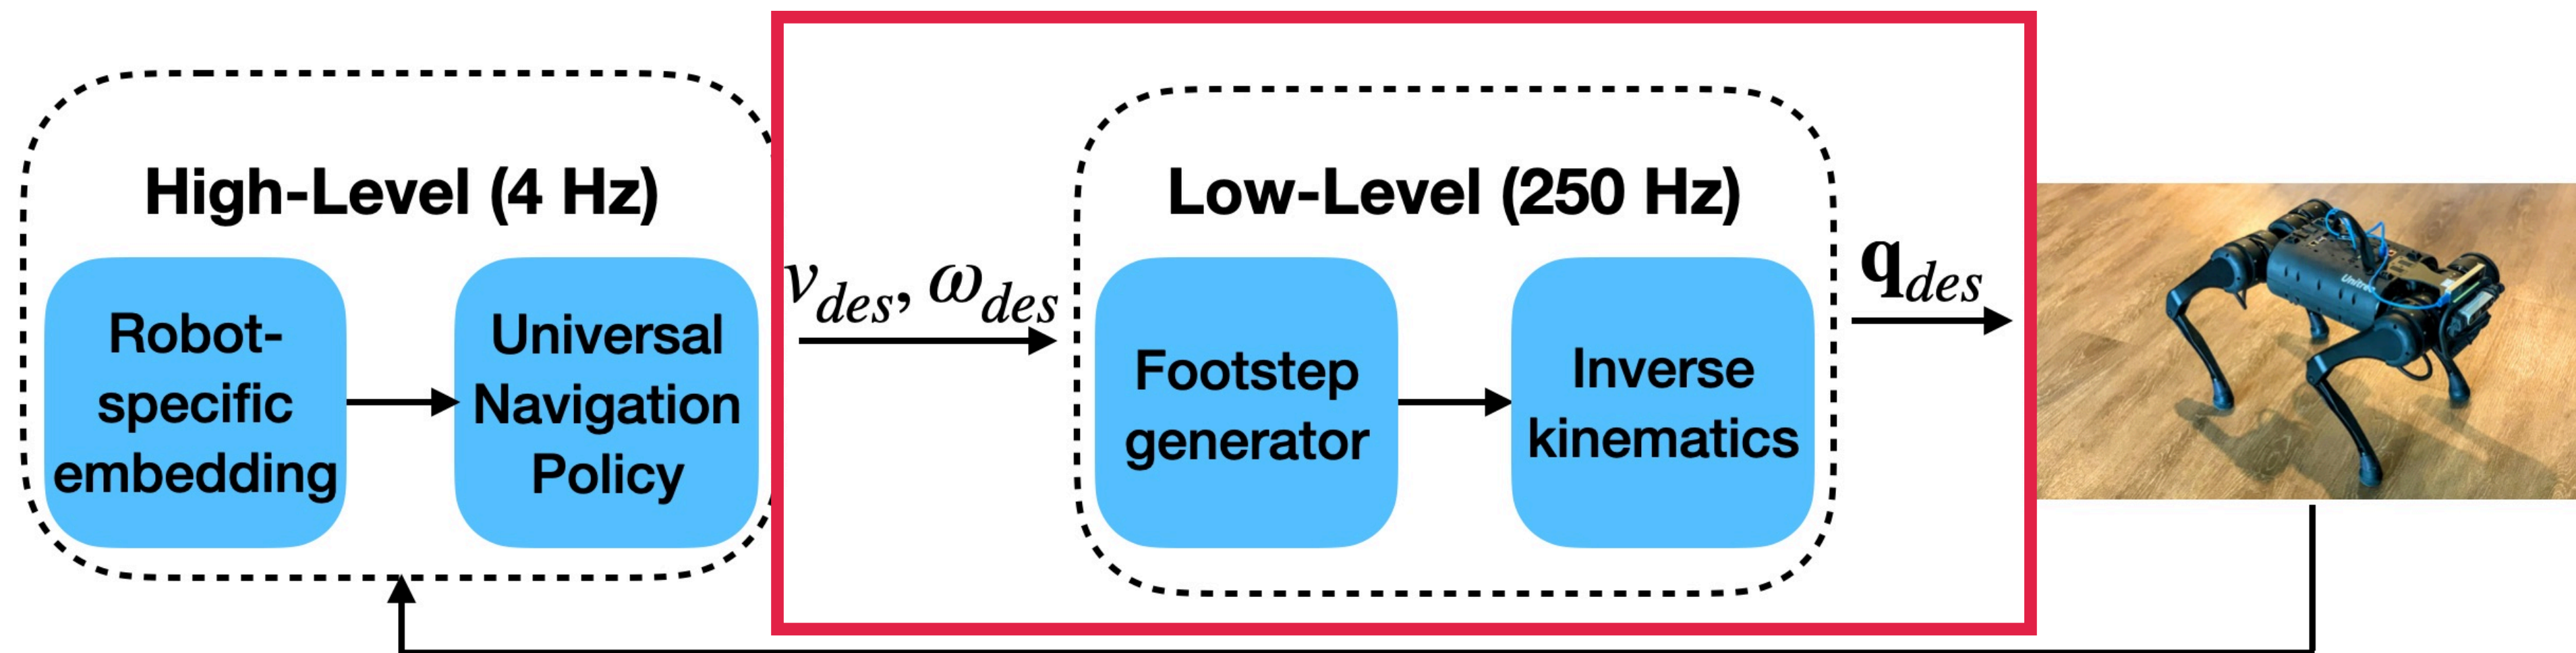 High-Level (4 Hz)
Robot-
specific
embedding
Universal
Navigation
Policy
v_des, ω_des
Low-Level (250 Hz)
Footstep
generator
Inverse
kinematics
q_des
Unitree